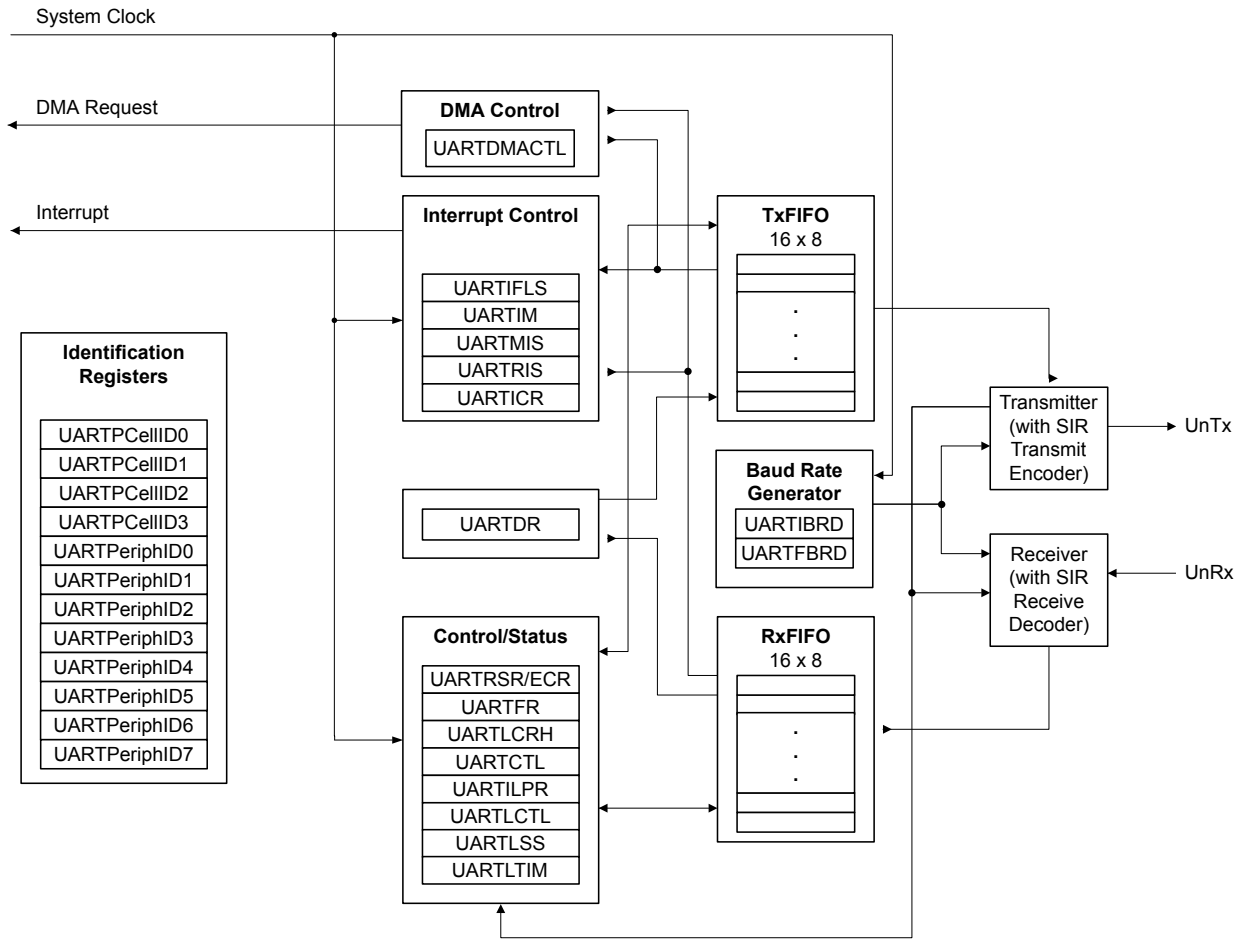 System Clock
DMA Request
DMA Control
UARTDMACTL
Interrupt
Interrupt Control
UARTIFLS
UARTIM
UARTMIS
UARTRIS
UARTICR
TxFIFO
16 x 8
.
.
.
Identification
Registers
UARTPCellID0
UARTPCellID1
UARTPCellID2
UARTPCellID3
UARTPeriphID0
UARTPeriphID1
UARTPeriphID2
UARTPeriphID3
UARTPeriphID4
UARTPeriphID5
UARTPeriphID6
UARTPeriphID7
UARTDR
Baud Rate
Generator
UARTIBRD
UARTFBRD
Transmitter
(with SIR
Transmit
Encoder)
UnTx
Receiver
(with SIR
Receive
Decoder)
UnRx
Control/Status
UARTRSR/ECR
UARTFR
UARTLCRH
UARTCTL
UARTILPR
UARTLCTL
UARTLSS
UARTLTIM
RxFIFO
16 x 8
.
.
.